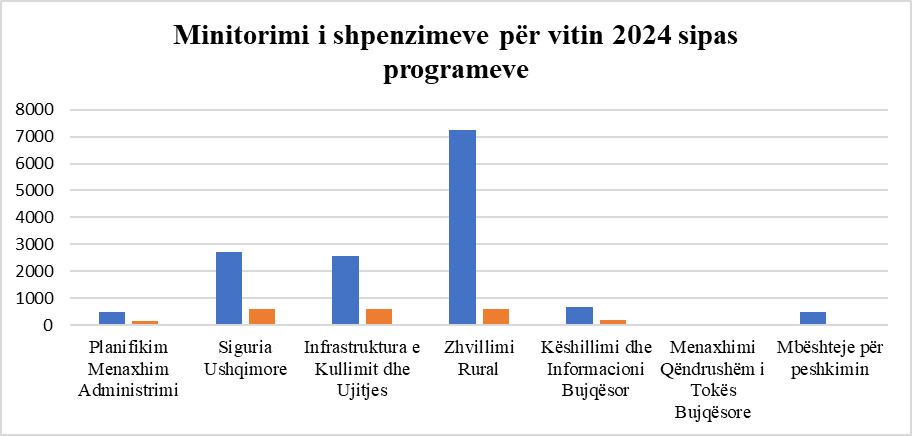 Minitorimi i shpenzimeve për vitin 2024 sipas
programeve
8000
7000
6000
5000
4000
3000
2000
1000
0
Planifikim
Menaxhim
Administrimi
Siguria
Ushqimore
Infrastruktura e
Kullimit dhe
Ujitjes
Zhvillimi
Rural
Këshillimi dhe
Informacioni
Bujqësor
Menaxhimi
Qëndrushëm i
Tokës
Bujqësore
Mbështeje për
peshkimin